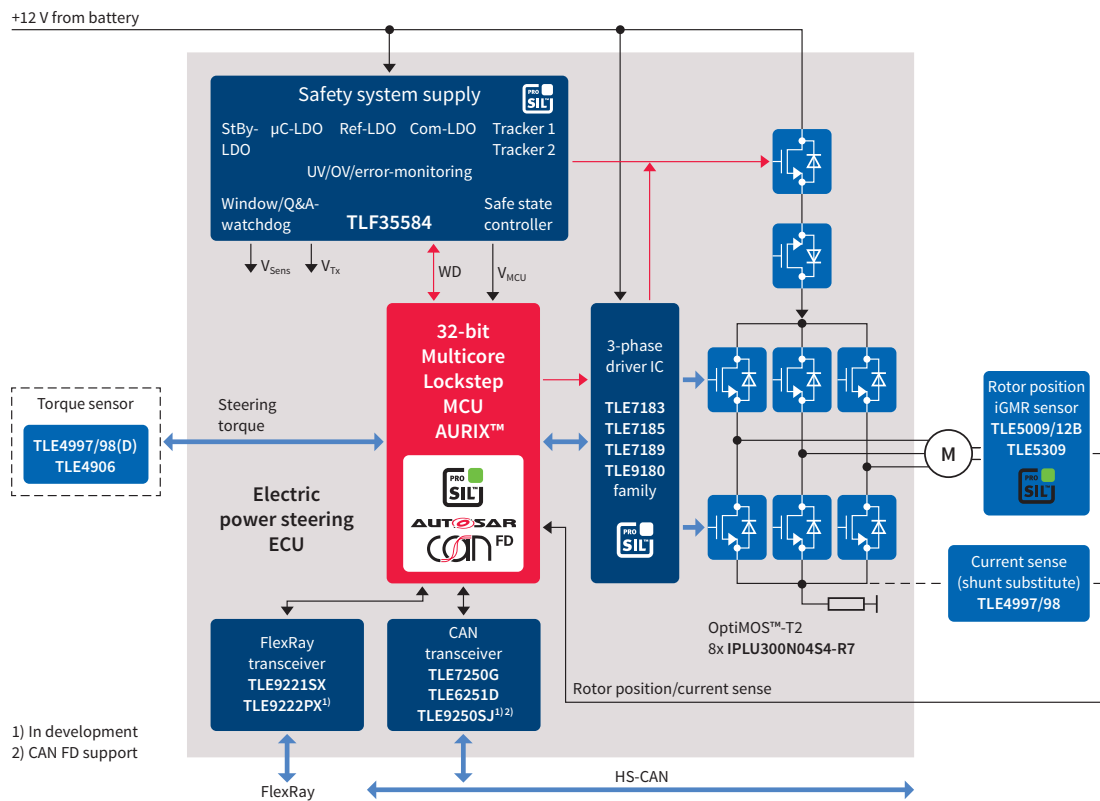 +12 V from battery
Safety system supply
PRO
SIL™
StBy-
LDO
µC-LDO
Ref-LDO
Com-LDO
Tracker 1
Tracker 2
UV/OV/error-monitoring
Window/Q&A-
watchdog
TLF35584
Safe state
controller
VSens
VTx
WD
VMCU
32-bit
Multicore
Lockstep
MCU
AURIX™
PRO
SIL™
AUTOSAR
CAN FD
3-phase
driver IC
TLE7183
TLE7185
TLE7189
TLE9180
family
PRO
SIL™
Torque sensor
TLE4997/98(D)
TLE4906
Steering
torque
Electric
power steering
ECU
M
Rotor position
iGMR sensor
TLE5009/12B
TLE5309
PRO
SIL™
Current sense
(shunt substitute)
TLE4997/98
OptiMOS™-T2
8x IPLU300N04S4-R7
Rotor position/current sense
FlexRay
transceiver
TLE9221SX
TLE9222PX1)
CAN
transceiver
TLE7250G
TLE6251D
TLE9250SJ1) 2)
1) In development
2) CAN FD support
FlexRay
HS-CAN